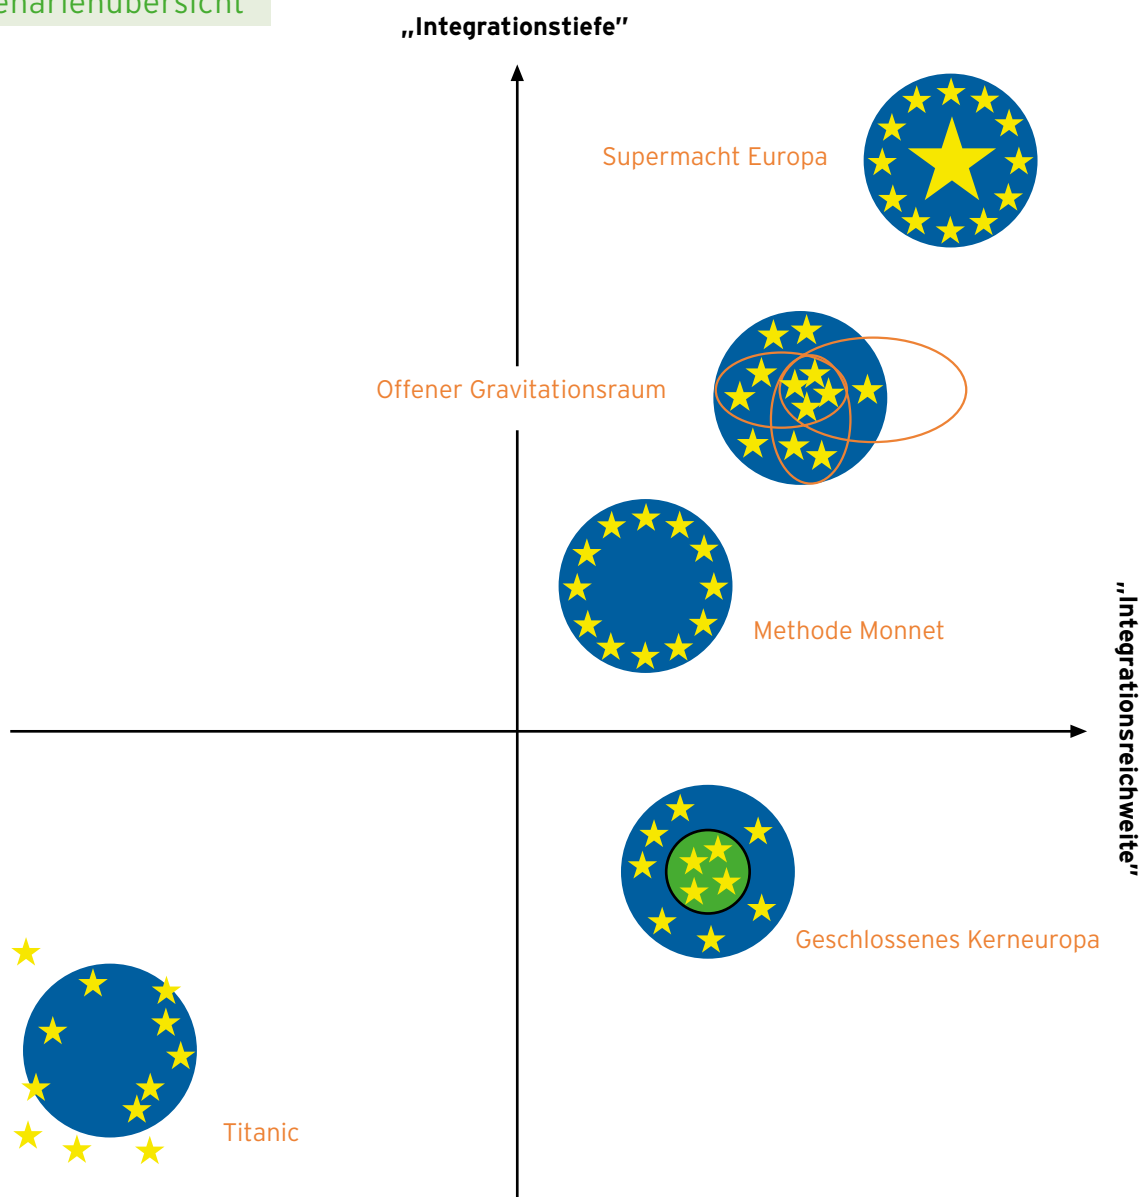 „Integrationstiefe”
Supermacht Europa
Offener Gravitationsraum
Methode Monnet
„Integrationsreichweite”
Geschlossenes Kerneuropa
Titanic